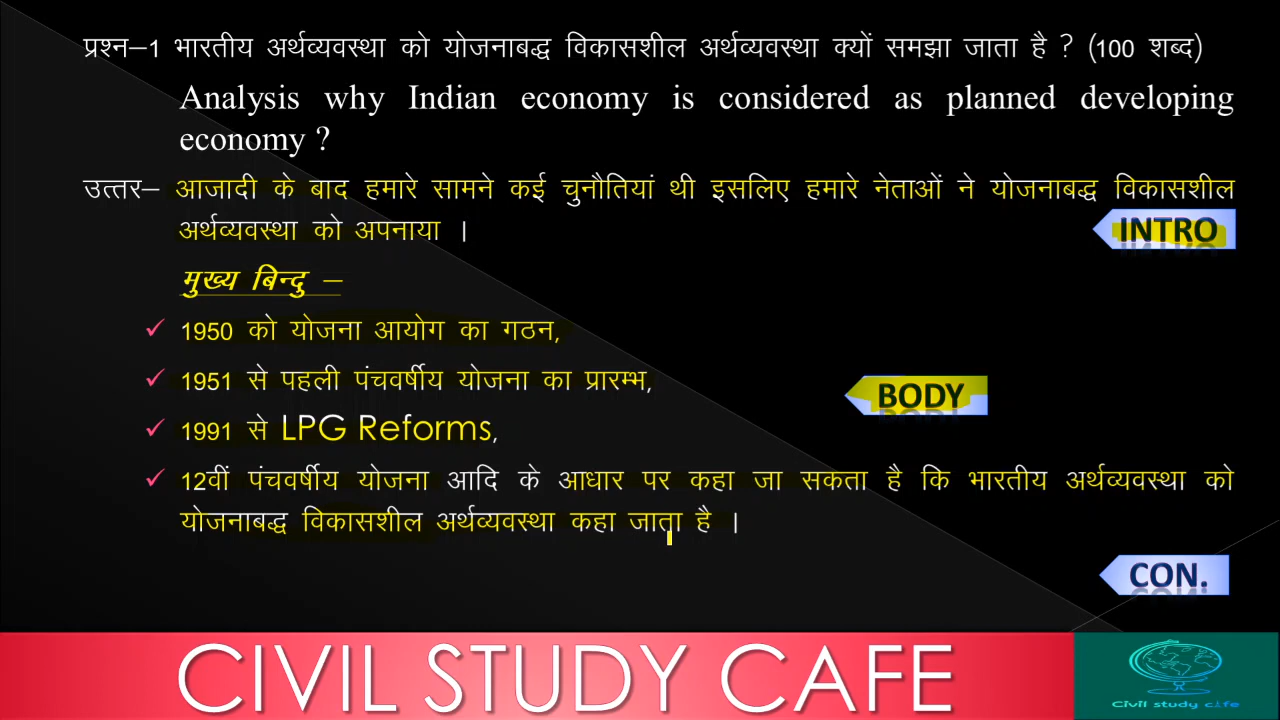 प्रश्न–1 भारतीय अर्थव्यवस्था को योजनाबद्ध विकासशील अर्थव्यवस्था क्यों समझा जाता है ? (100 शब्द)
Analysis why Indian economy is considered as planned developing
economy ?
उत्तर– आजादी के बाद हमारे सामने कई चुनौतियां थी इसलिए हमारे नेताओं ने योजनाबद्ध विकासशील
अर्थव्यवस्था को अपनाया ।
INTRO
मुख्य बिन्दु –
✓ 1950 को योजना आयोग का गठन,
✓ 1951 से पहली पंचवर्षीय योजना का प्रारम्भ,
BODY
✓ 1991 से LPG Reforms,
✓ 12वीं पंचवर्षीय योजना आदि के आधार पर कहा जा सकता है कि भारतीय अर्थव्यवस्था को
योजनाबद्ध विकासशील अर्थव्यवस्था कहा जाता है ।
CON.
CIVIL STUDY CAFE
Civil study cafe